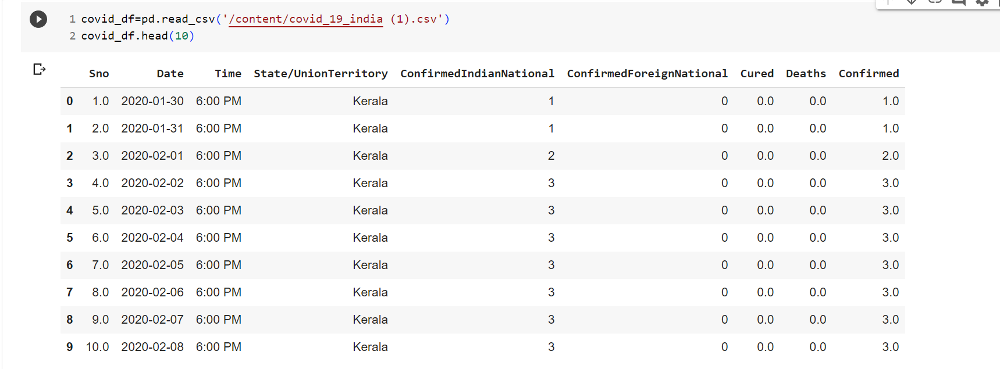 1 covid_df=pd.read_csv('/content/covid_19_india (1).csv')
2 covid_df.head(10)
Sno Date Time State/UnionTerritory ConfirmedIndianNational ConfirmedForeignNational Cured Deaths Confirmed
0 1.0 2020-01-30 6:00 PM Kerala 1 0 0.0 0.0 1.0
1 2.0 2020-01-31 6:00 PM Kerala 1 0 0.0 0.0 1.0
2 3.0 2020-02-01 6:00 PM Kerala 2 0 0.0 0.0 2.0
3 4.0 2020-02-02 6:00 PM Kerala 3 0 0.0 0.0 3.0
4 5.0 2020-02-03 6:00 PM Kerala 3 0 0.0 0.0 3.0
5 6.0 2020-02-04 6:00 PM Kerala 3 0 0.0 0.0 3.0
6 7.0 2020-02-05 6:00 PM Kerala 3 0 0.0 0.0 3.0
7 8.0 2020-02-06 6:00 PM Kerala 3 0 0.0 0.0 3.0
8 9.0 2020-02-07 6:00 PM Kerala 3 0 0.0 0.0 3.0
9 10.0 2020-02-08 6:00 PM Kerala 3 0 0.0 0.0 3.0